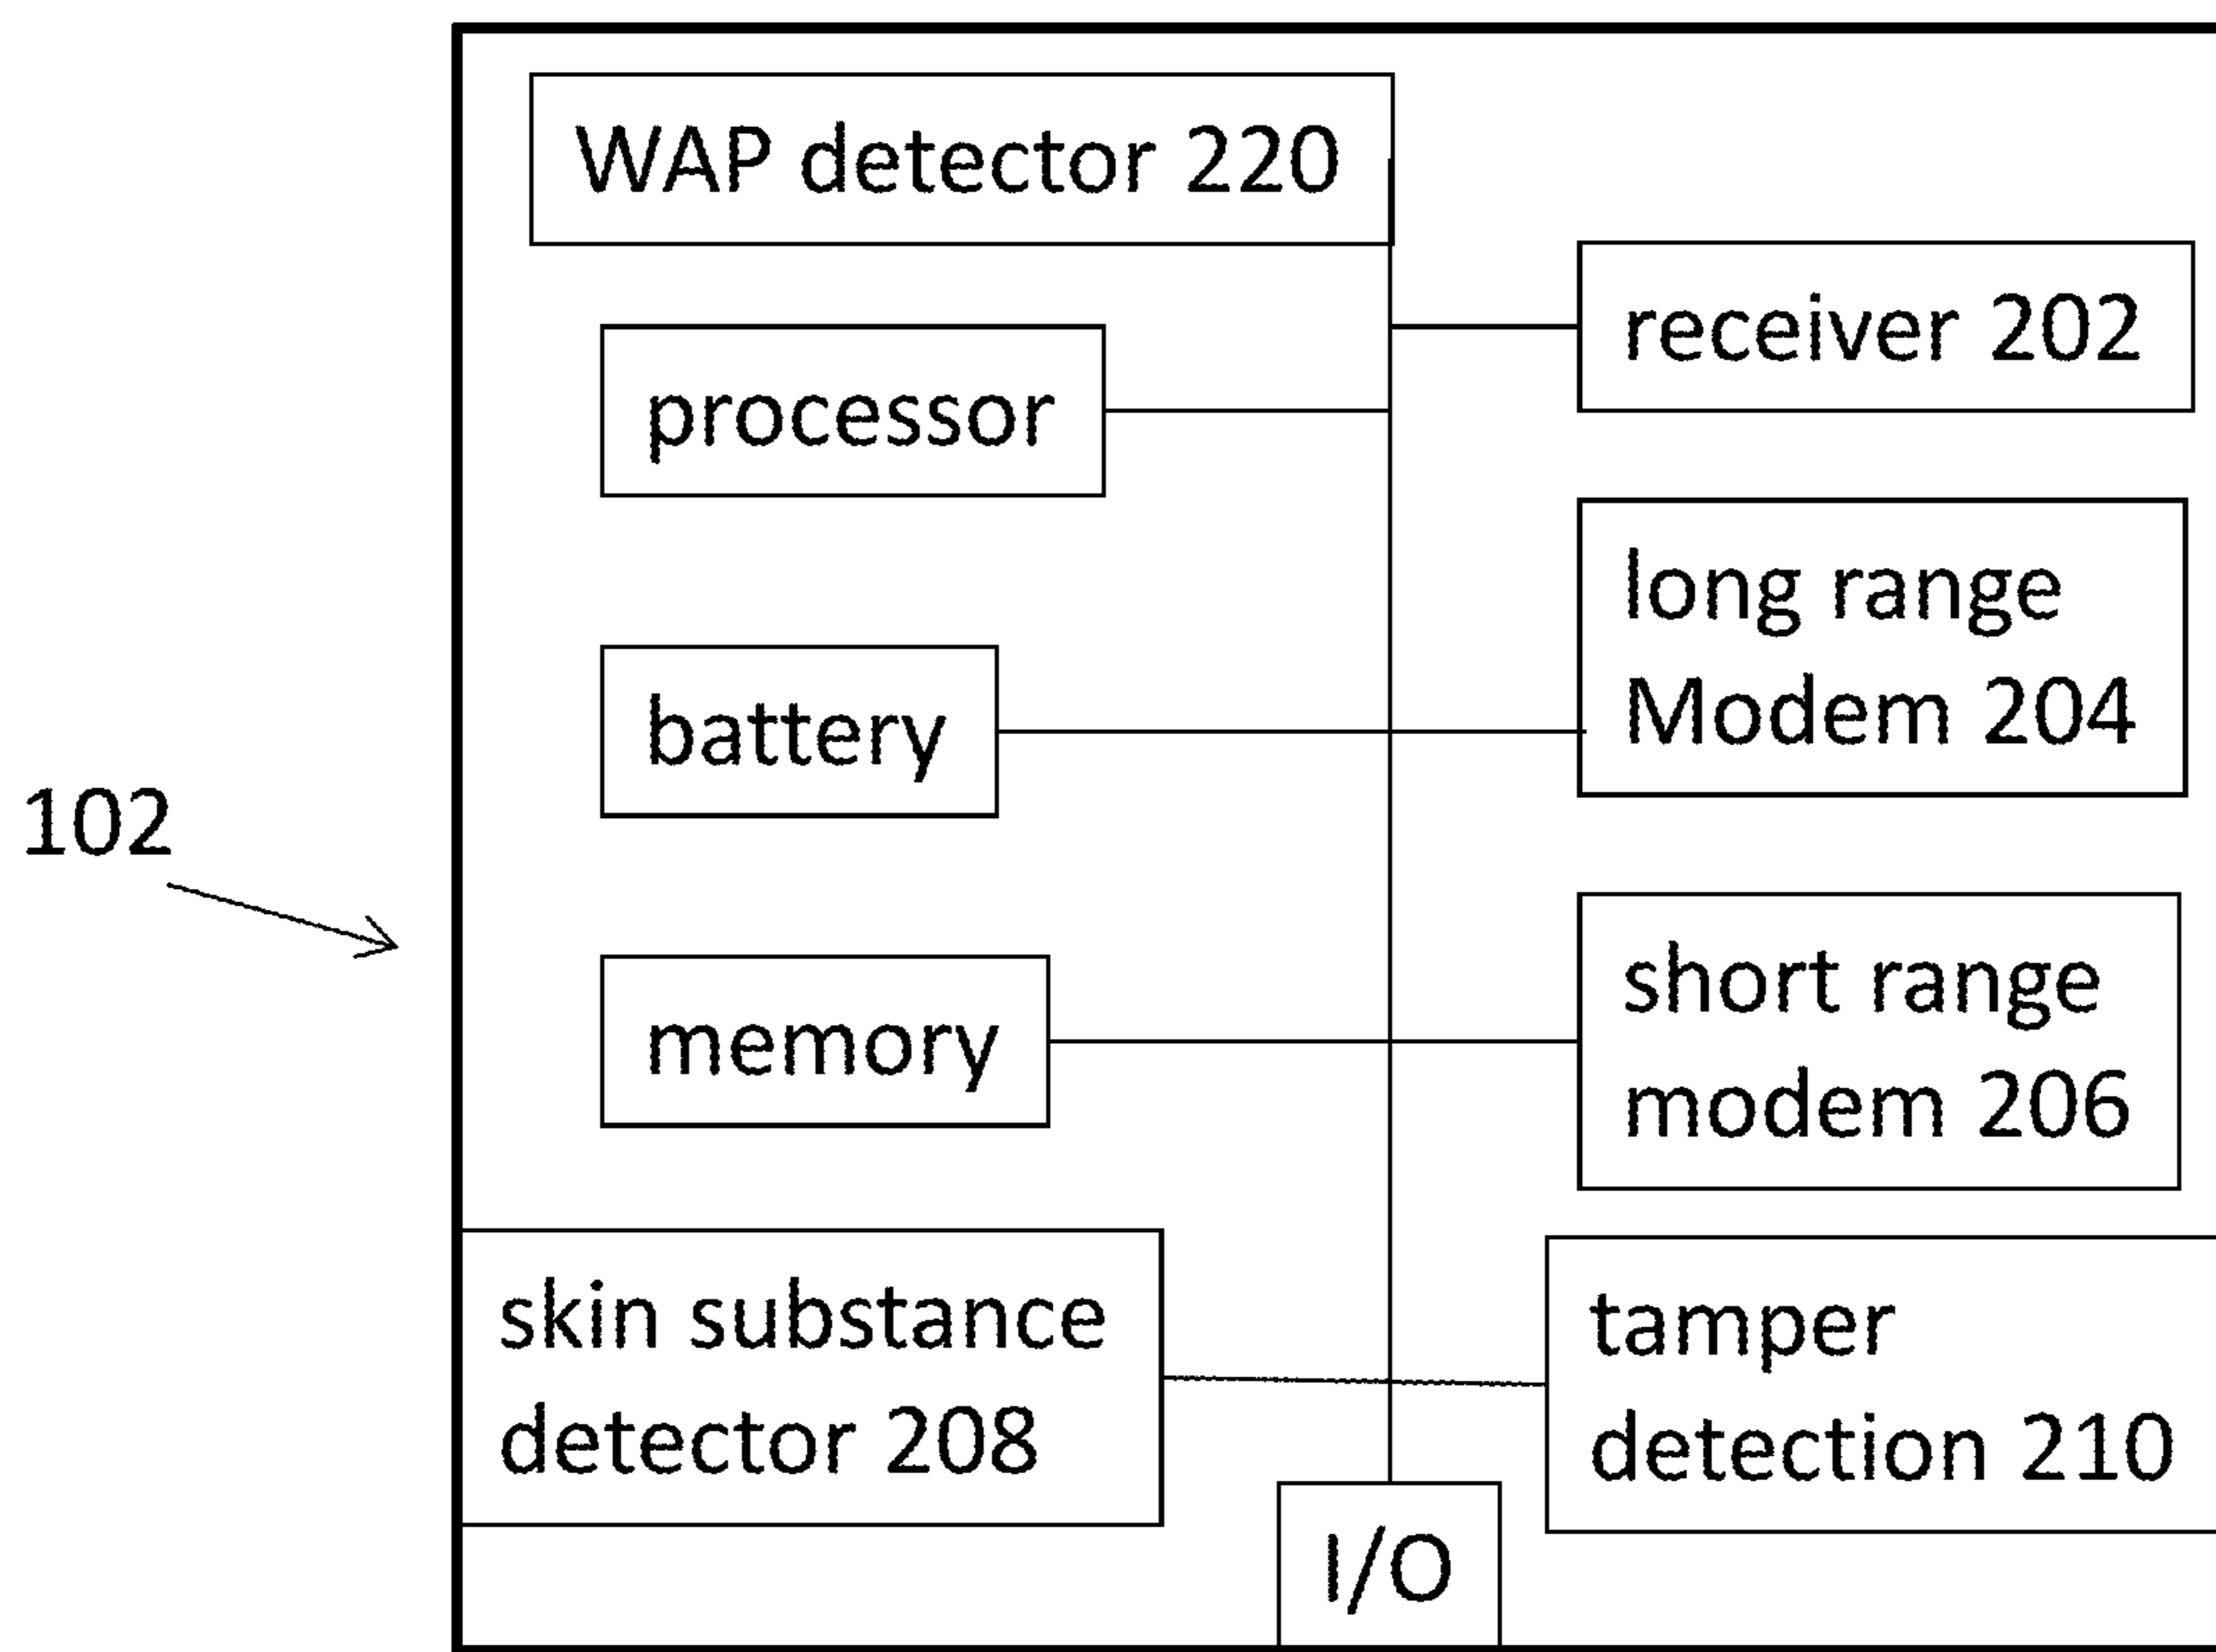 WAP detector 220
receiver 202
processor
long range
Modem 204
battery
102
short range
modem 206
memory
skin substance
detector 208
tamper
detection 210
I/O